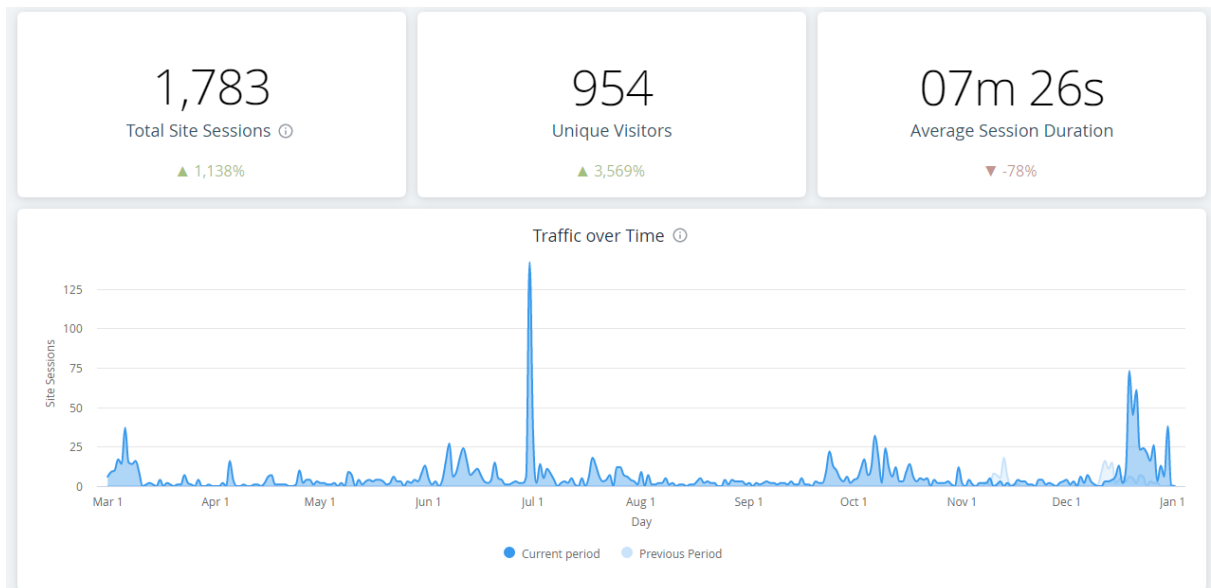 1,783
Total Site Sessions
▲ 1,138%
954
Unique Visitors
▲ 3,569%
07m 26s
Average Session Duration
▼ -78%
Traffic over Time
Site Sessions
125
100
75
50
25
0
Mar 1 Apr 1 May 1 Jun 1 Jul 1 Aug 1 Sep 1 Oct 1 Nov 1 Dec 1 Jan 1
Day
Current period Previous Period